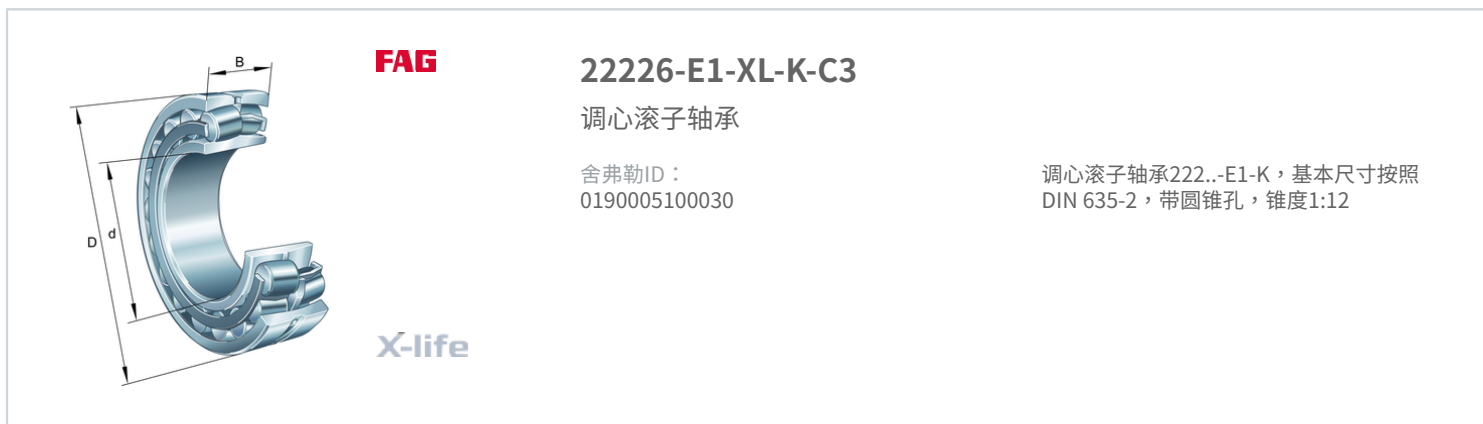 B
D
d
FAG
X-life
22226-E1-XL-K-C3
调心滚子轴承
舍弗勒ID：
0190005100030
调心滚子轴承222..-E1-K，基本尺寸按照
DIN 635-2，带圆锥孔，锥度1:12